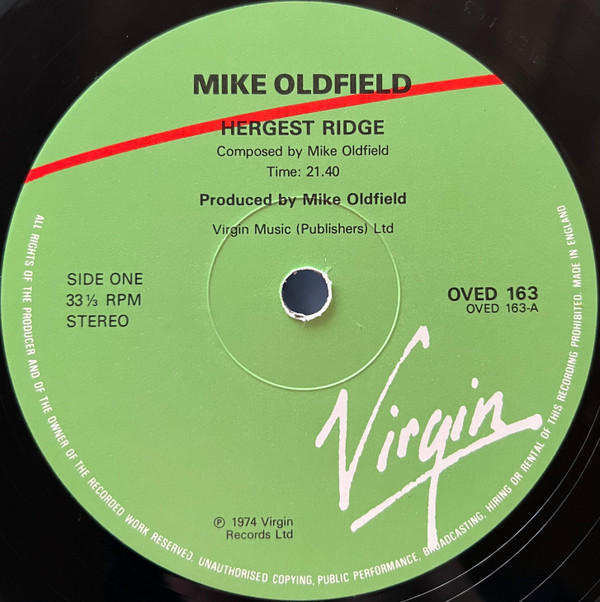 MIKE OLDFIELD
HERGEST RIDGE
Composed by Mike Oldfield
Time: 21.40
Produced by Mike Oldfield
Virgin Music (Publishers) Ltd
SIDE ONE
33⅓ RPM
STEREO
OVED 163
OVED 163-A
Virgin
℗ 1974 Virgin
Records Ltd
ALL RIGHTS OF THE PRODUCER AND OF THE OWNER OF THE RECORDED WORK RESERVED. UNAUTHORISED COPYING, PUBLIC PERFORMANCE, BROADCASTING, HIRING OR RENTAL OF THIS RECORDING PROHIBITED. MADE IN ENGLAND